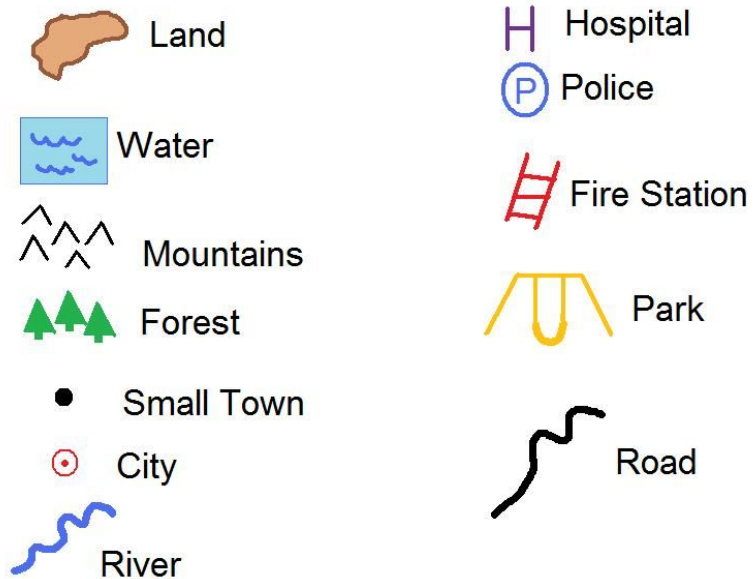 Land
Water
Mountains
Forest
Small Town
City
River
H Hospital
P Police
Fire Station
Park
Road